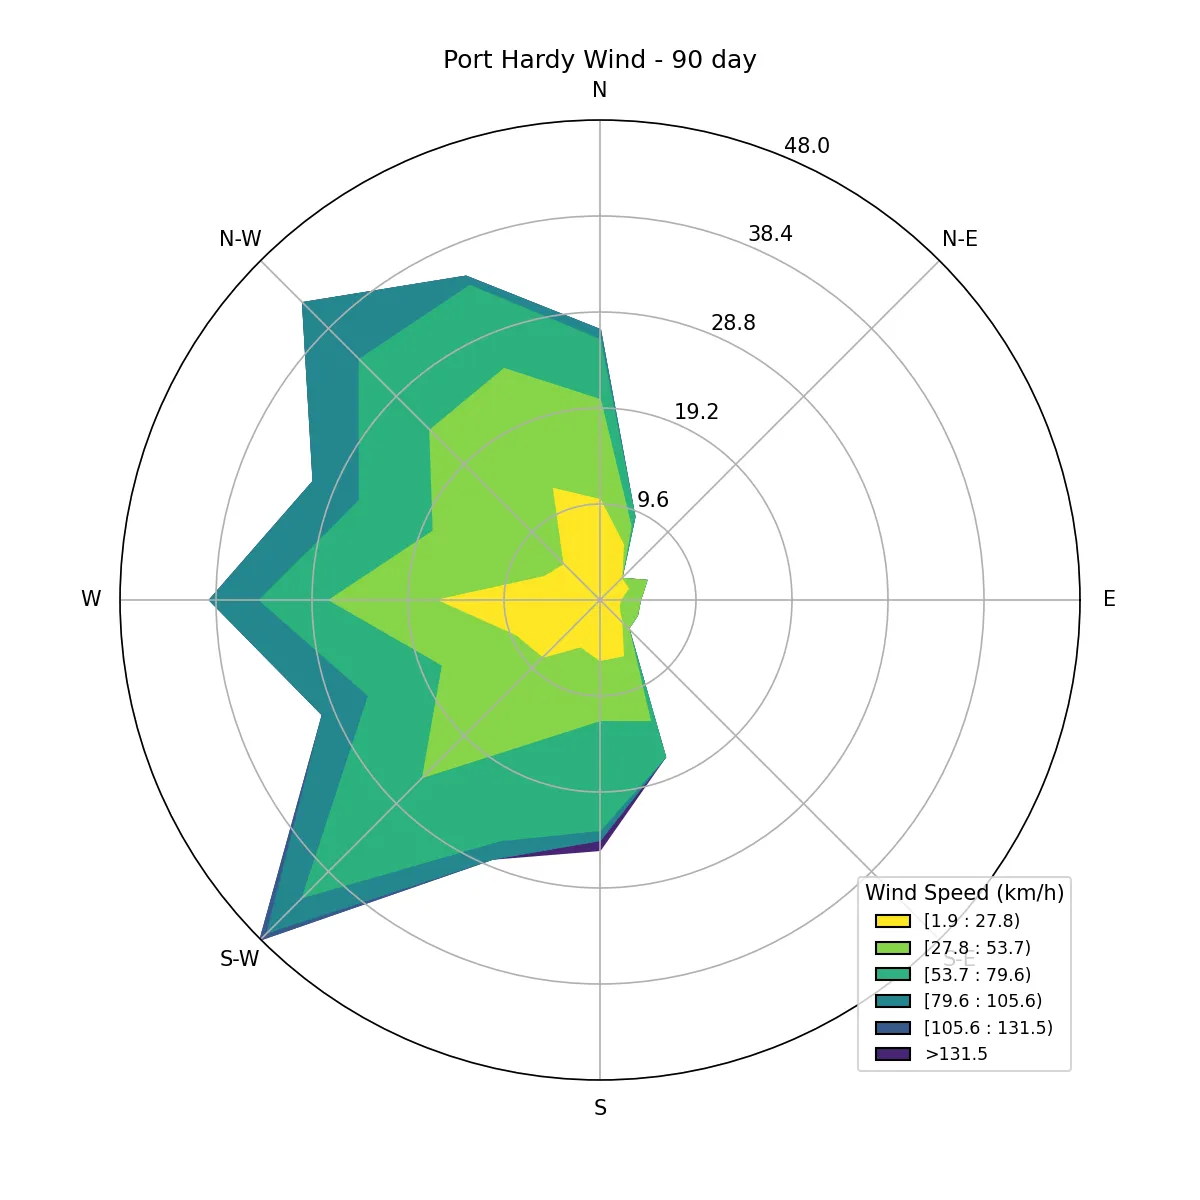 Port Hardy Wind - 90 day
N
48.0
38.4
N-W
N-E
28.8
19.2
9.6
W
E
Wind Speed (km/h)
[1.9 : 27.8)
[27.8 : 53.7)
S-W
S-E
[53.7 : 79.6)
[79.6 : 105.6)
[105.6 : 131.5)
>131.5
S